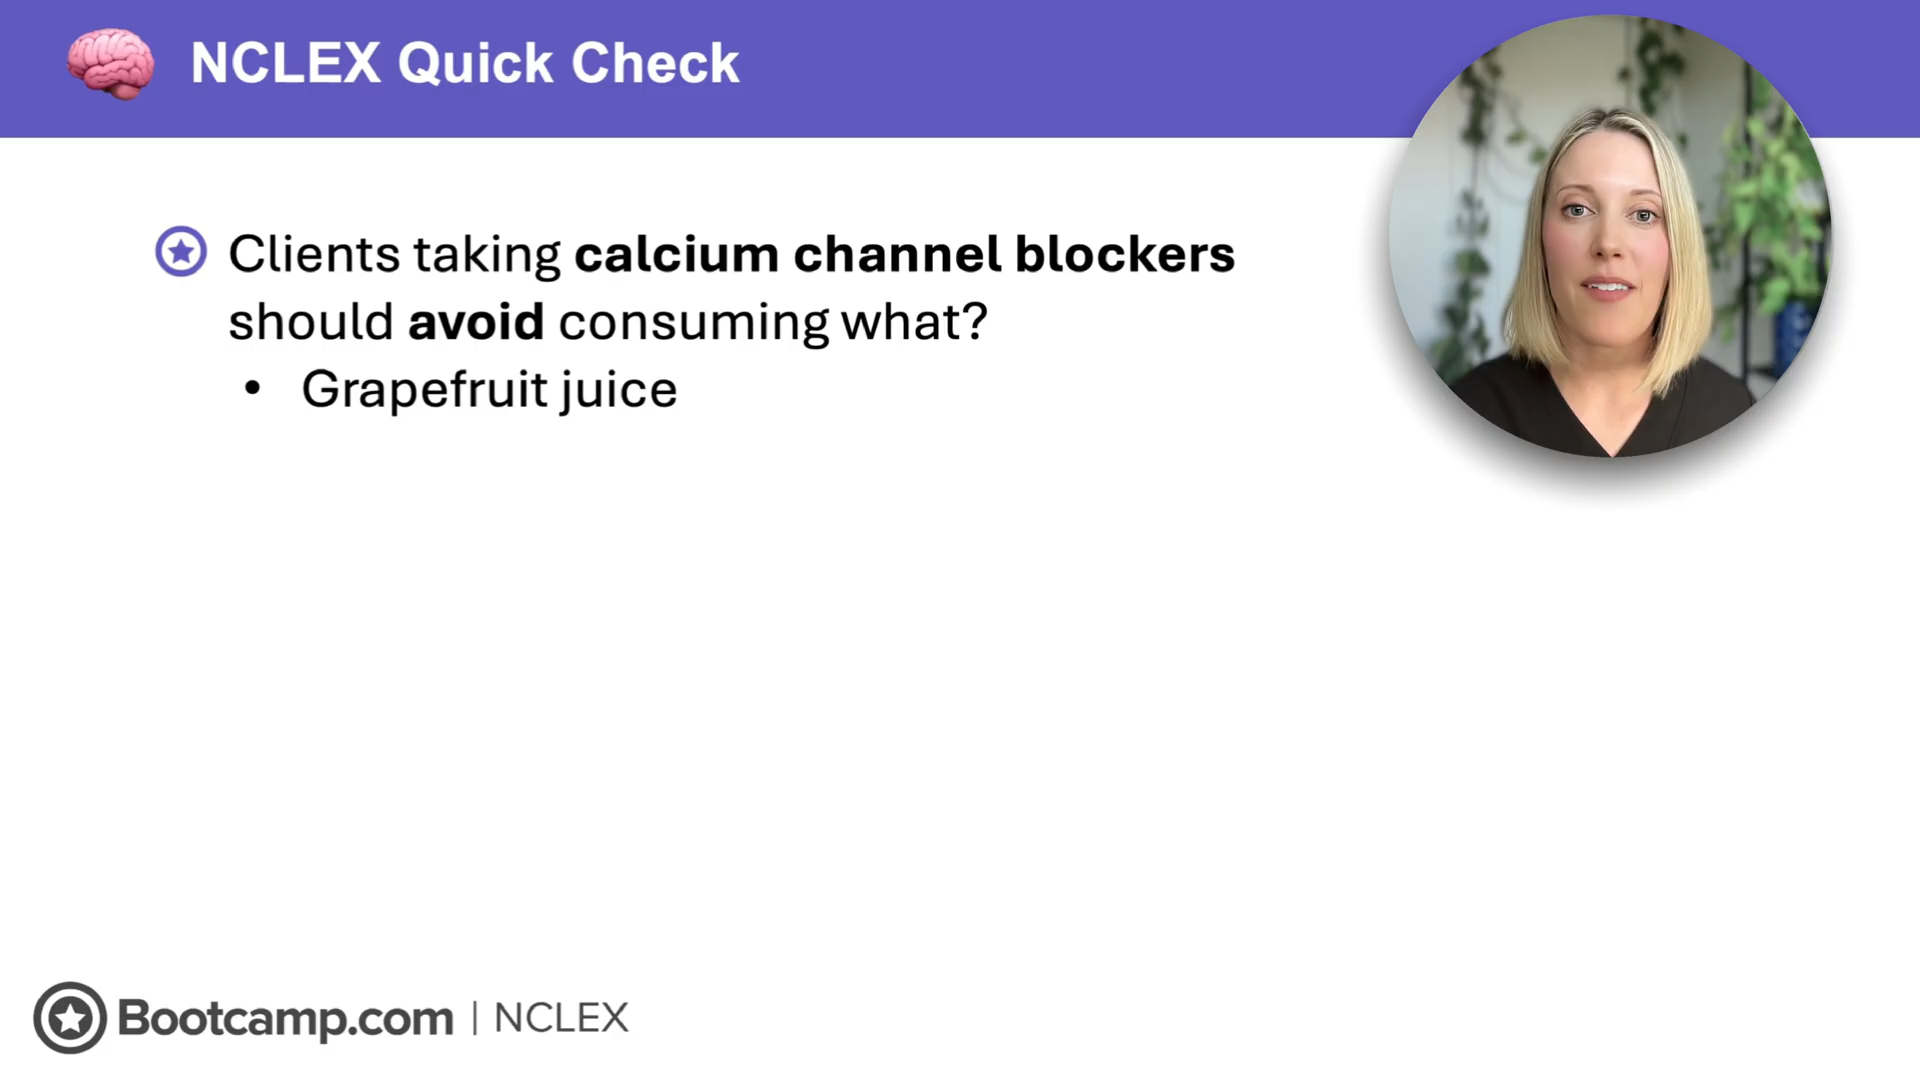 NCLEX Quick Check
Clients taking calcium channel blockers
should avoid consuming what?
• Grapefruit juice
Bootcamp.com | NCLEX